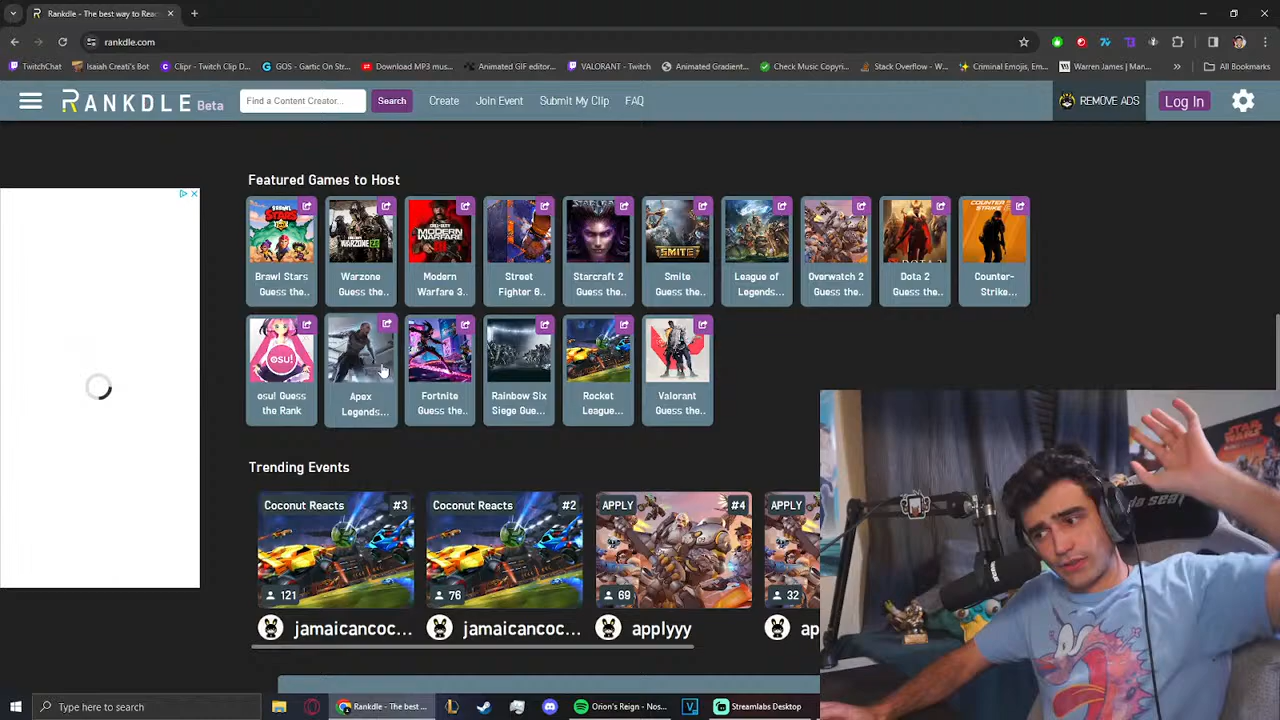 Rankdle - The best way to Reac
rankdle.com
TwitchChat
Isaiah Creati's Bot
Clipr - Twitch Clip D...
GOS - Gartic On Str...
Download MP3 mus...
Animated GIF editor...
VALORANT - Twitch
Animated Gradient...
Check Music Copyri...
Stack Overflow - W...
Criminal Emojis, Em...
Warren James | Man...
All Bookmarks
RANKDLE Beta
Find a Content Creator...
Search
Create
Join Event
Submit My Clip
FAQ
REMOVE ADS
Log In
Featured Games to Host
Brawl Stars
Guess the..
Warzone
Guess the..
Modern
Warfare 3..
Street
Fighter 6..
Starcraft 2
Guess the..
Smite
Guess the..
League of
Legends...
Overwatch 2
Guess the..
Dota 2
Guess the..
Counter-
Strike...
osu! Guess
the Rank
Apex
Legends...
Fortnite
Guess the..
Rainbow Six
Siege Gue...
Rocket
League...
Valorant
Guess the..
Trending Events
Coconut Reacts #3
121
jamaicancoc...
Coconut Reacts #2
76
jamaicancoc...
APPLY #4
69
applyyy
APPLY
32
ap
Type here to search
Rankdle - The best ...
Orion's Reign - Nos...
Streamlabs Desktop